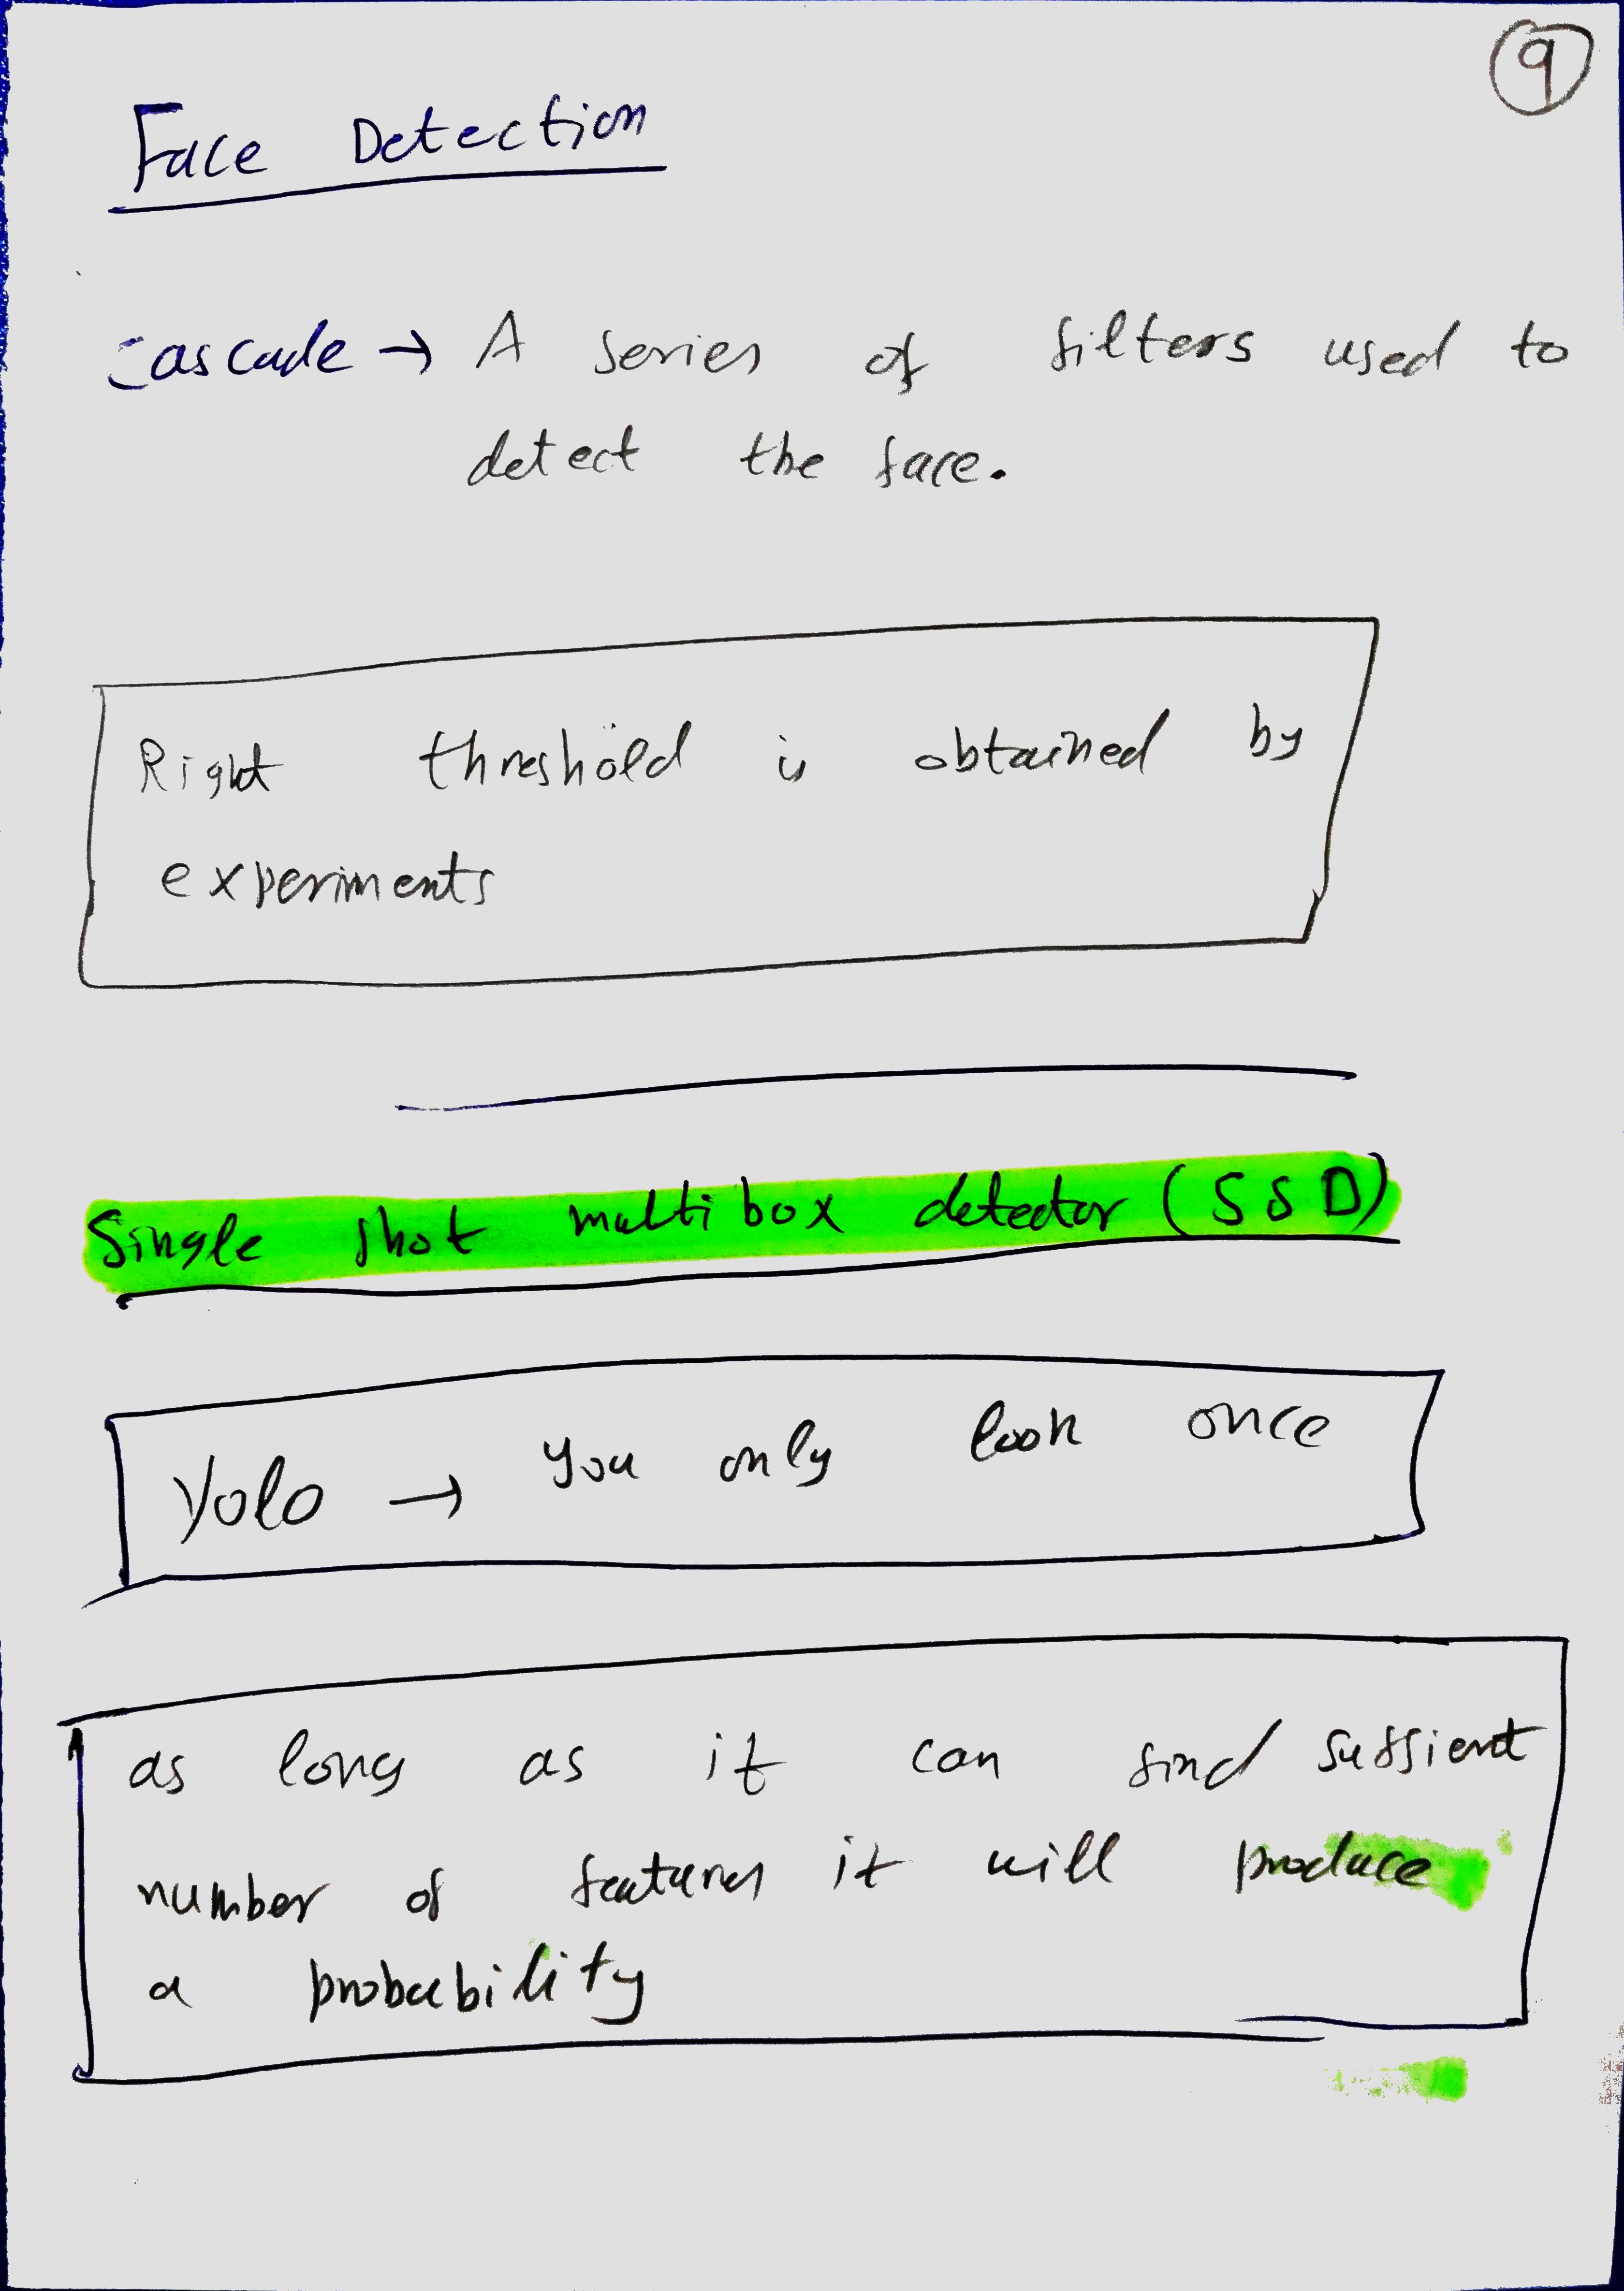 9
Face Detection
cascade → A series of filters used to
detect the face.
Right threshold is obtained by
experiments
Single shot multibox detector (SSD)
Yolo → you only look once
as long as it can find suffient
number of features it will produce
a probability